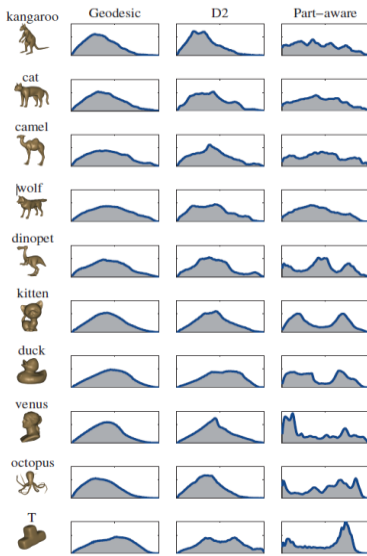 Geodesic D2 Part-aware
kangaroo
cat
camel
wolf
dinopet
kitten
duck
venus
octopus
T